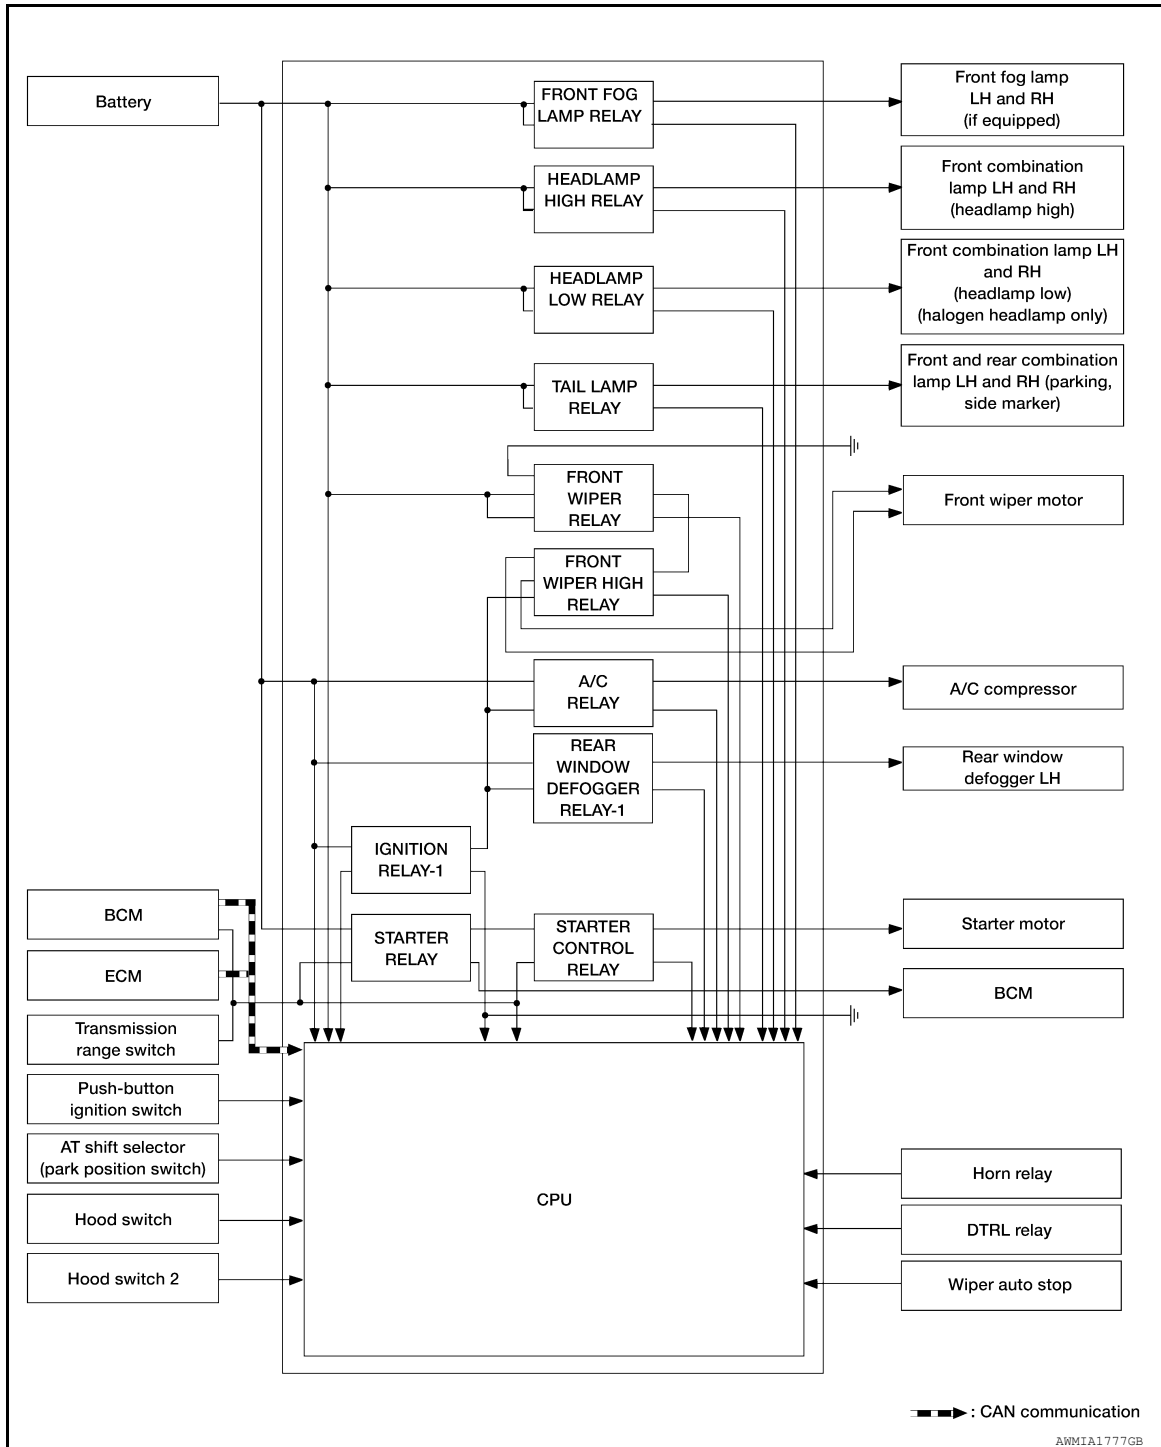 Battery
FRONT FOG
LAMP RELAY
Front fog lamp
LH and RH
(if equipped)
HEADLAMP
HIGH RELAY
Front combination
lamp LH and RH
(headlamp high)
HEADLAMP
LOW RELAY
Front combination lamp LH
and RH
(headlamp low)
(halogen headlamp only)
TAIL LAMP
RELAY
Front and rear combination
lamp LH and RH (parking,
side marker)
FRONT
WIPER
RELAY
Front wiper motor
FRONT
WIPER HIGH
RELAY
A/C
RELAY
A/C compressor
REAR
WINDOW
DEFOGGER
RELAY-1
Rear window
defogger LH
IGNITION
RELAY-1
BCM
STARTER
RELAY
STARTER
CONTROL
RELAY
Starter motor
ECM
BCM
Transmission
range switch
Push-button
ignition switch
AT shift selector
(park position switch)
Hood switch
Hood switch 2
CPU
Horn relay
DTRL relay
Wiper auto stop
: CAN communication
AWMIA1777GB